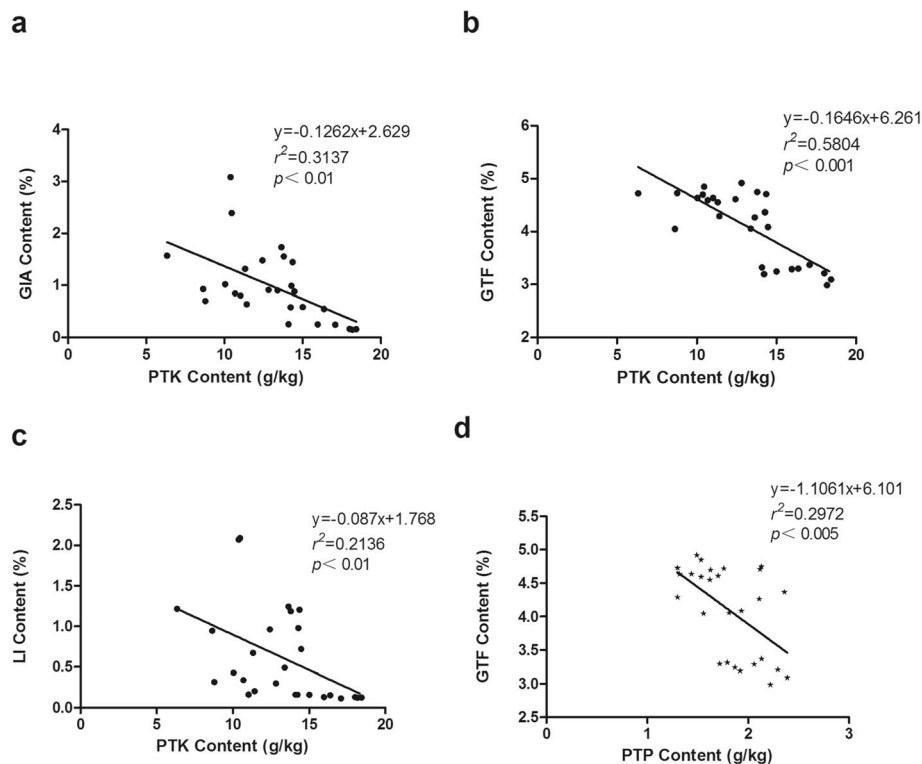 a
y=-0.1262x+2.629
r²=0.3137
p< 0.01
GIA Content (%)
4
3
2
1
0
0 5 10 15 20
PTK Content (g/kg)
b
y=-0.1646x+6.261
r²=0.5804
p< 0.001
GTF Content (%)
6
5
4
3
2
0 5 10 15 20
PTK Content (g/kg)
c
y=-0.087x+1.768
r²=0.2136
p< 0.01
LI Content (%)
2.5
2.0
1.5
1.0
0.5
0.0
0 5 10 15 20
PTK Content (g/kg)
d
y=-1.1061x+6.101
r²=0.2972
p< 0.005
GTF Content (%)
5.5
5.0
4.5
4.0
3.5
3.0
2.5
0 1 2 3
PTP Content (g/kg)